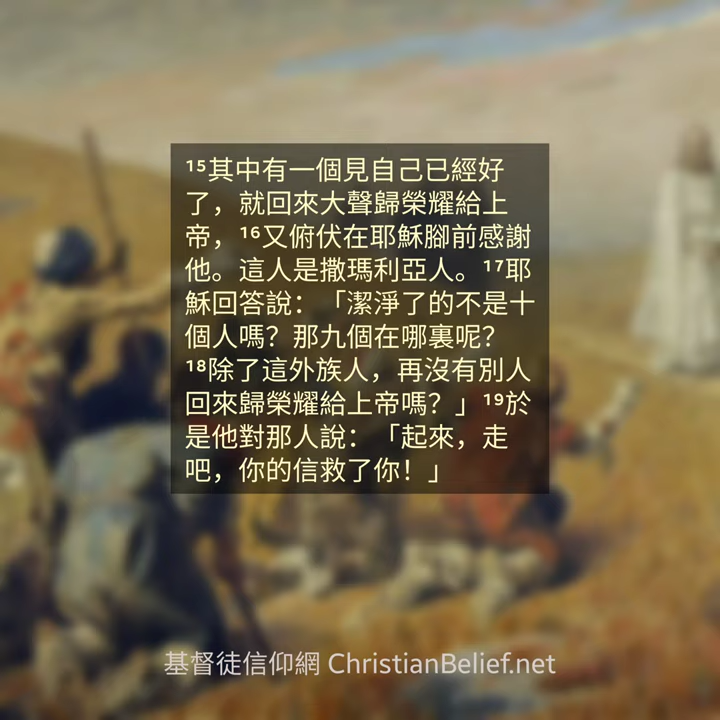 ¹⁵其中有一個見自己已經好
了，就回來大聲歸榮耀給上
帝，¹⁶又俯伏在耶穌腳前感謝
他。這人是撒瑪利亞人。¹⁷耶
穌回答說：「潔淨了的不是十
個人嗎？那九個在哪裏呢？
¹⁸除了這外族人，再沒有別人
回來歸榮耀給上帝嗎？」¹⁹於
是他對那人說：「起來，走
吧，你的信救了你！」
基督徒信仰網 ChristianBelief.net